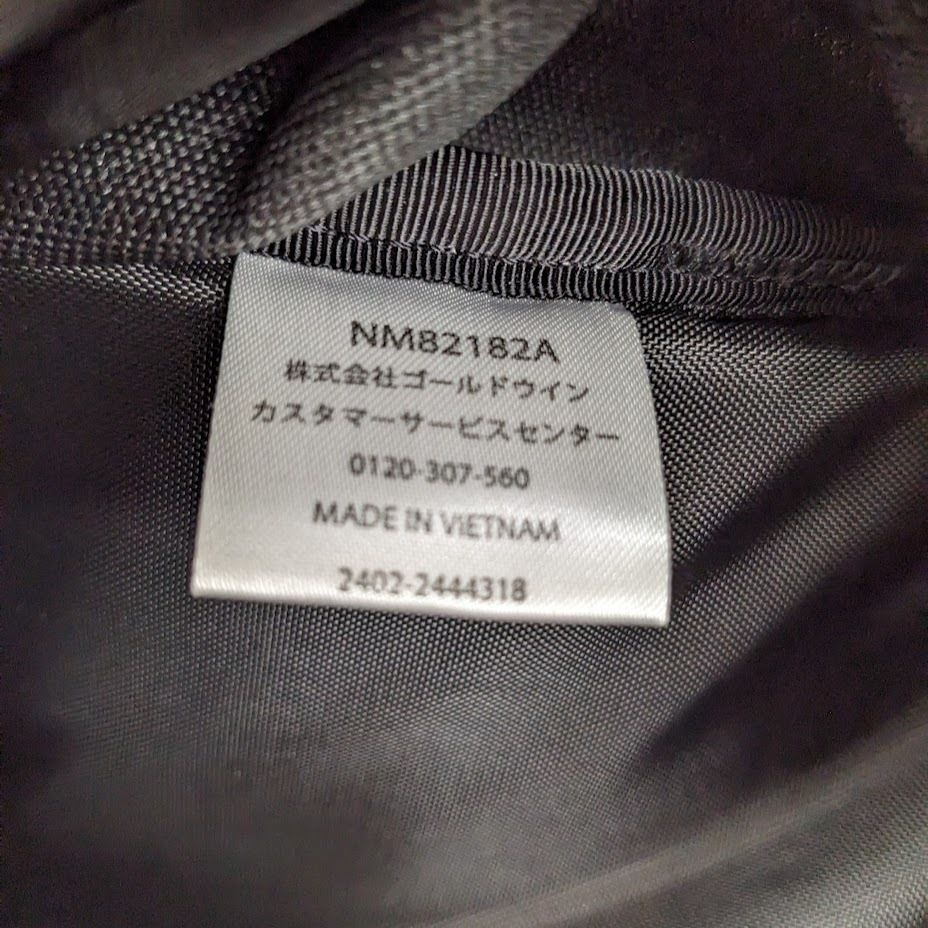 NM82182A
株式会社ゴールドウイン
カスタマーサービスセンター
0120-307-560
MADE IN VIETNAM
2402-2444318